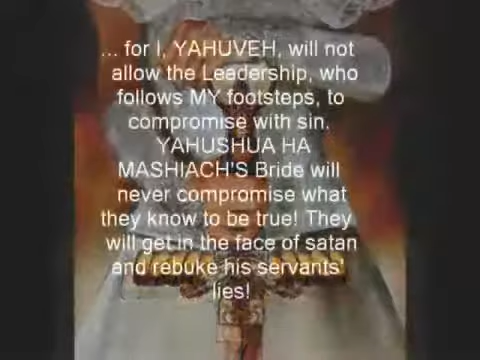 ... for I, YAHUVEH, will not
allow the Leadership, who
follows MY footsteps, to
compromise with sin.
YAHUSHUA HA
MASHIACH'S Bride will
never compromise what
they know to be true! They
will get in the face of satan
and rebuke his servants'
lies!